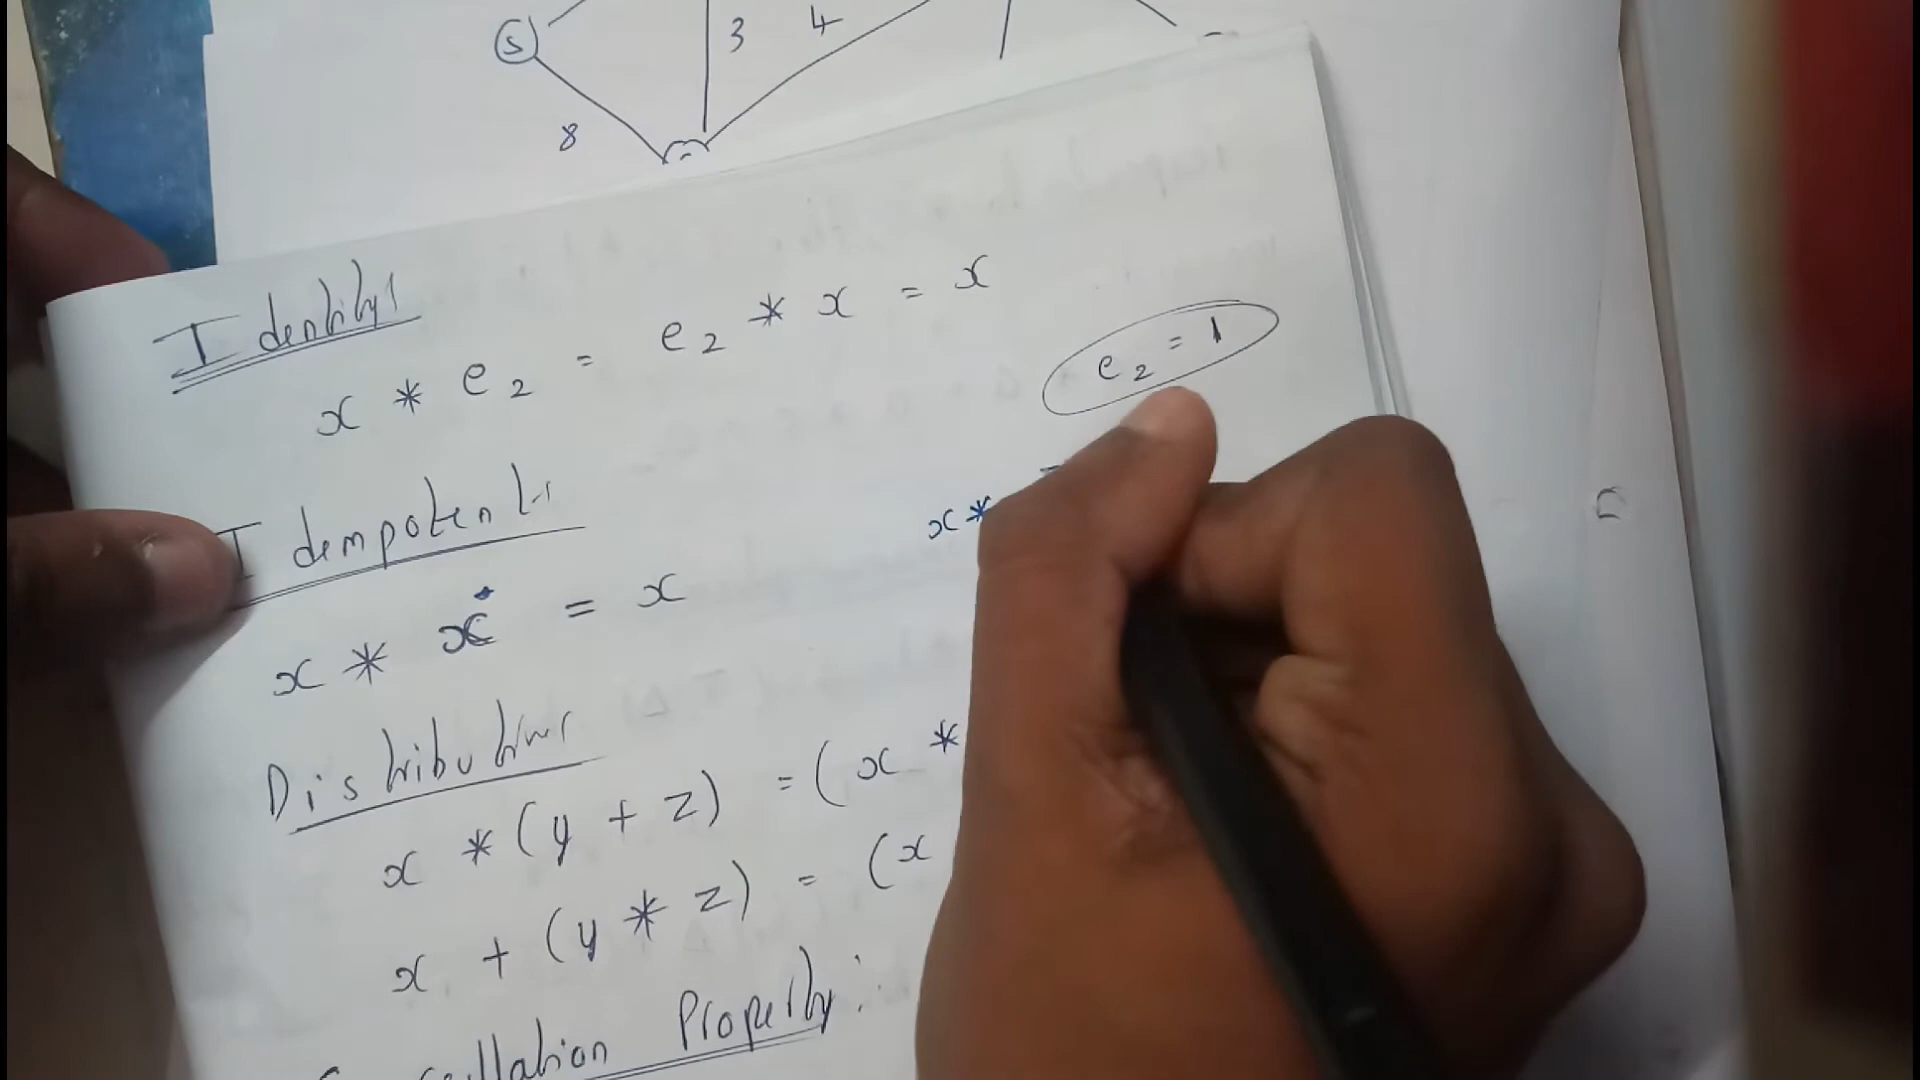 S 3 4
8
Identity:
x * e₂ = e₂ * x = x
e₂ = 1
Idempotent:
x *
x * x = x
Distributive:
x * (y + z) = (x *
x + (y * z) = (x
Property: